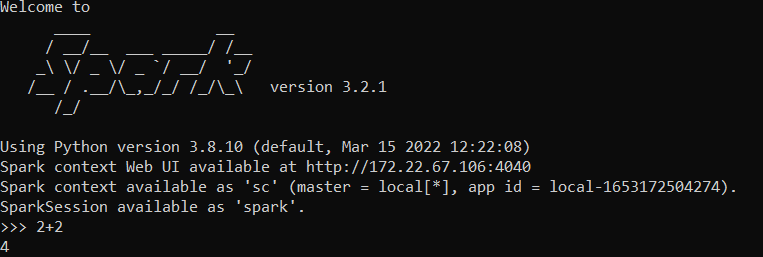 Welcome to
      ____              __
     / __/__  ___ _____/ /__
    _\ \/ _ \/ _ `/ __/  '_/
   /__ / .__/\_,_/_/ /_/\_\   version 3.2.1
      /_/
Using Python version 3.8.10 (default, Mar 15 2022 12:22:08)
Spark context Web UI available at http://172.22.67.106:4040
Spark context available as 'sc' (master = local[*], app id = local-1653172504274).
SparkSession available as 'spark'.
>>> 2+2
4